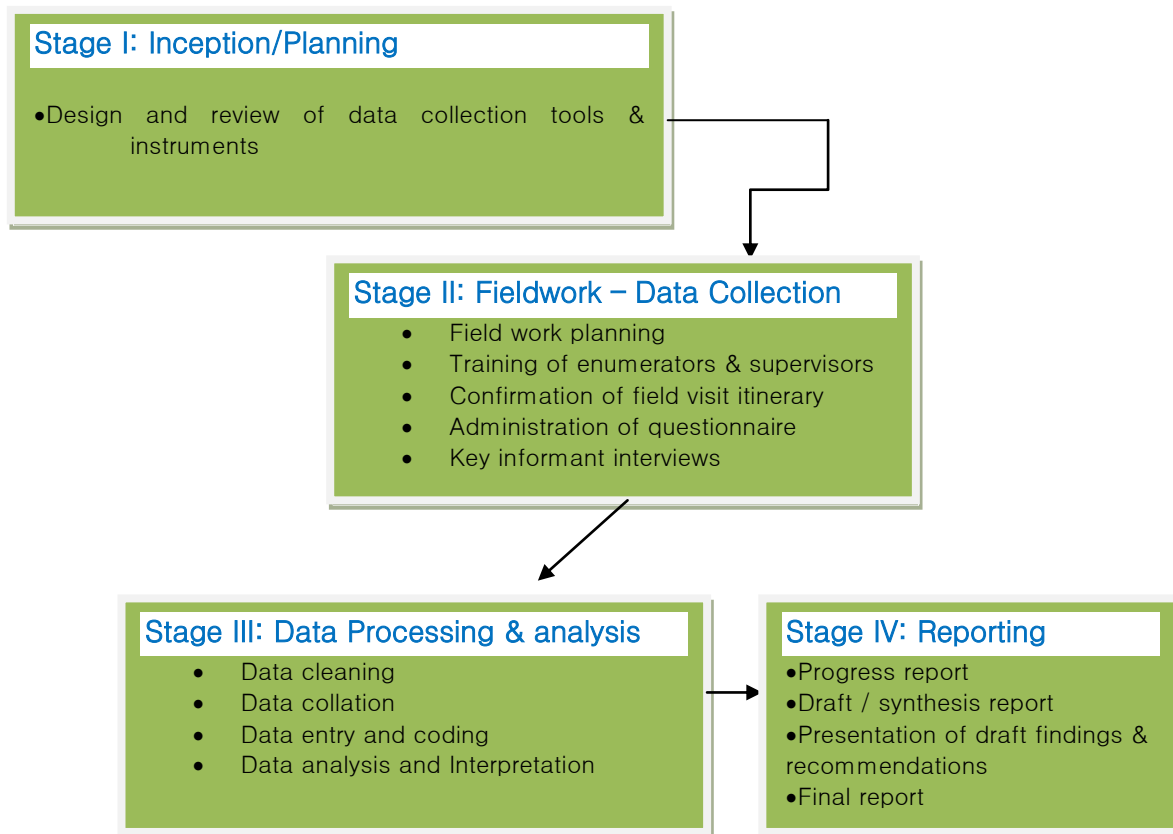 Stage I: Inception/Planning
•Design and review of data collection tools &
instruments
Stage II: Fieldwork – Data Collection
• Field work planning
• Training of enumerators & supervisors
• Confirmation of field visit itinerary
• Administration of questionnaire
• Key informant interviews
Stage III: Data Processing & analysis
• Data cleaning
• Data collation
• Data entry and coding
• Data analysis and Interpretation
Stage IV: Reporting
•Progress report
•Draft / synthesis report
•Presentation of draft findings &
recommendations
•Final report